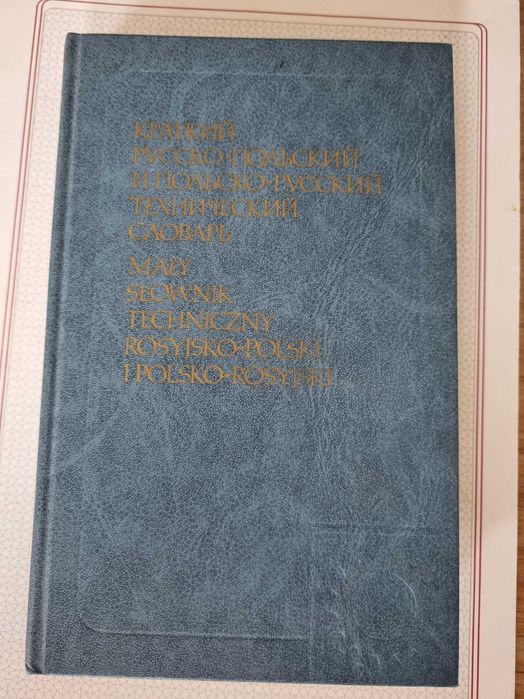 КРАТКИЙ
РУССКО-ПОЛЬСКИЙ
И ПОЛЬСКО-РУССКИЙ
ТЕХНИЧЕСКИЙ
СЛОВАРЬ
MAŁY
SŁOWNIK
TECHNICZNY
ROSYJSKO-POLSKI
I POLSKO-ROSYJSKI